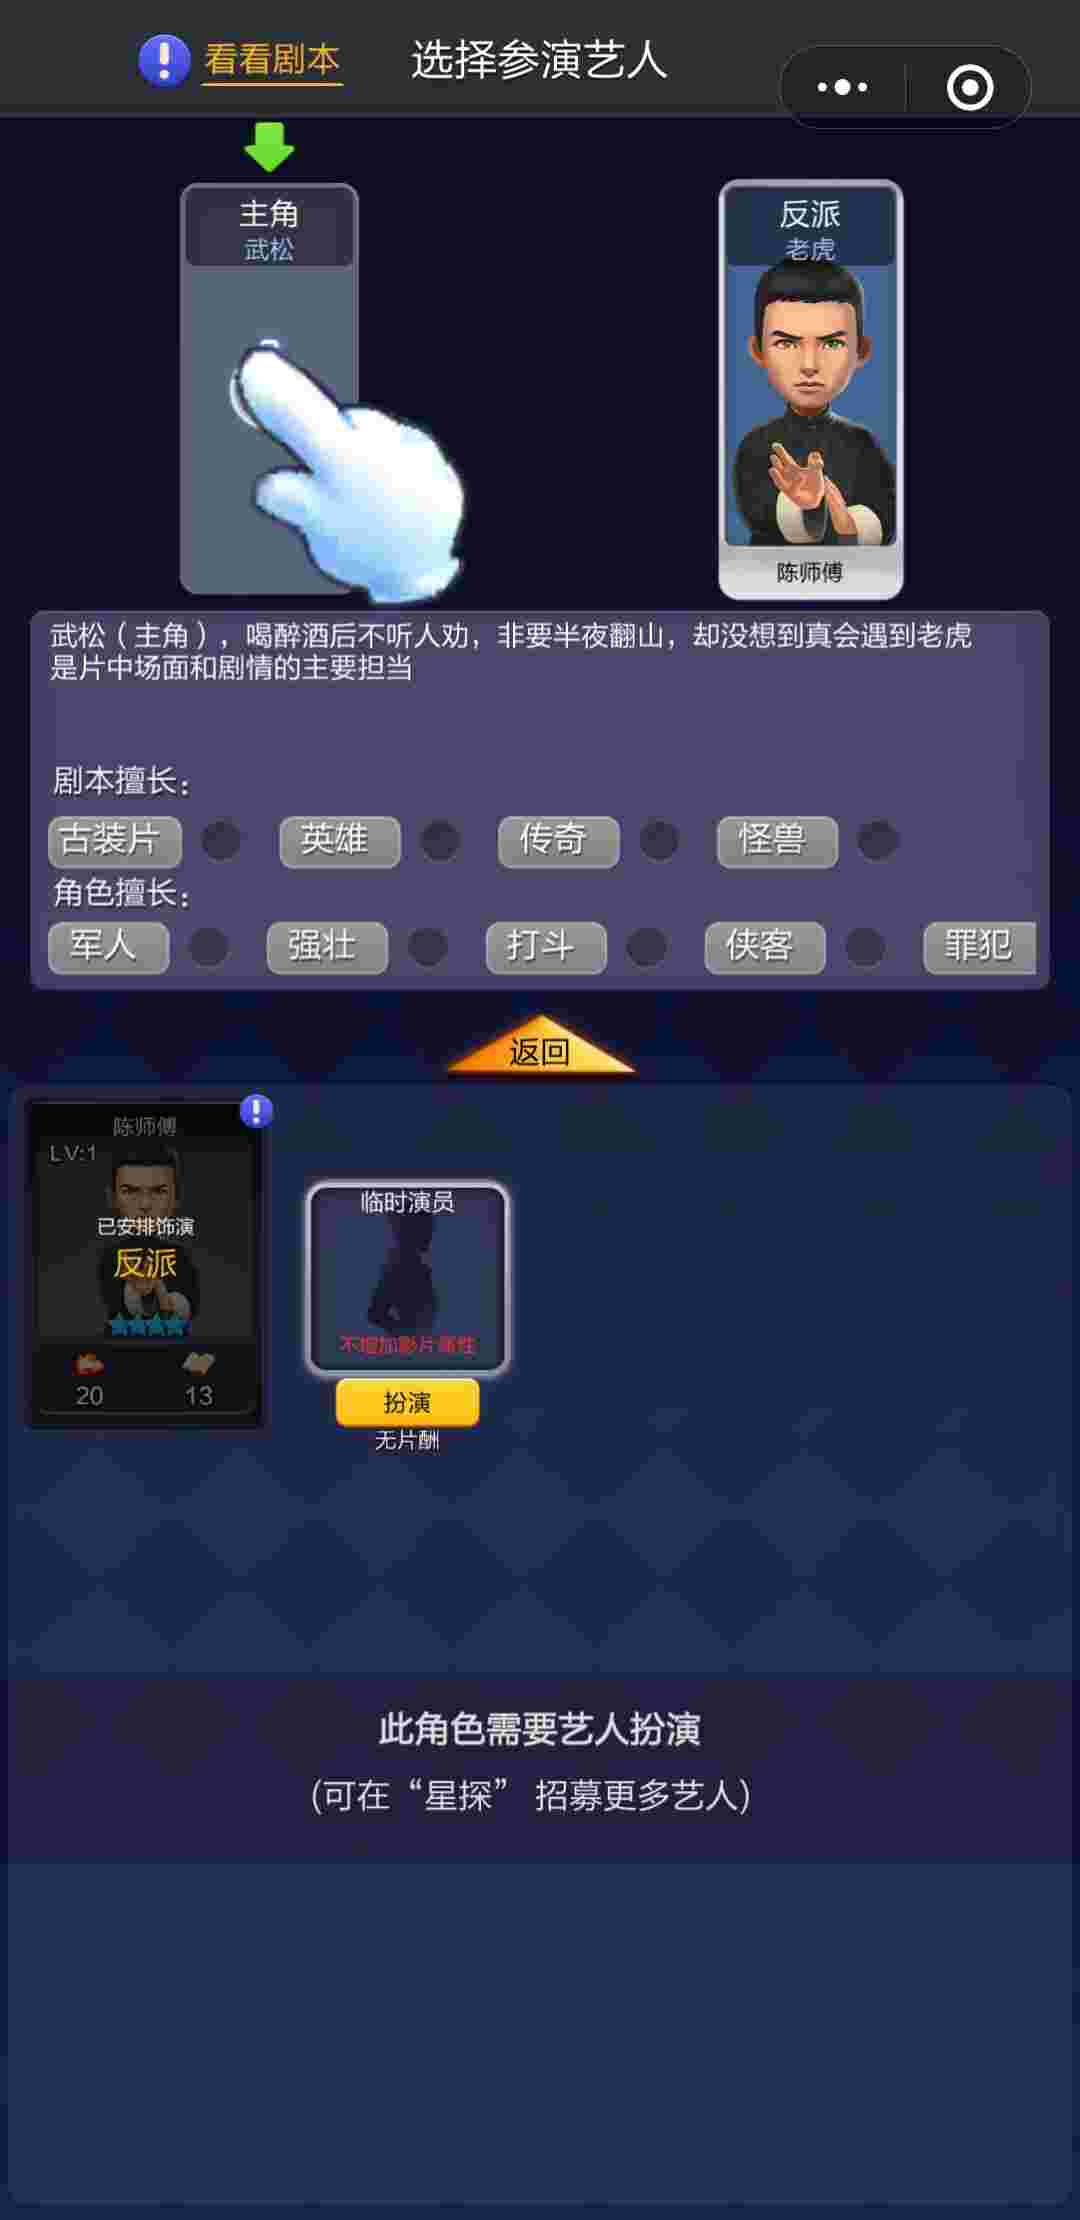 看看剧本
选择参演艺人
主角
武松
反派
老虎
陈师傅
武松（主角），喝醉酒后不听人劝，非要半夜翻山，却没想到真会遇到老虎
是片中场面和剧情的主要担当
剧本擅长：
古装片 英雄 传奇 怪兽
角色擅长：
军人 强壮 打斗 侠客 罪犯
返回
陈师傅
LV:1
已安排饰演
反派
20 13
临时演员
不增加影片属性
扮演
无片酬
此角色需要艺人扮演
(可在“星探” 招募更多艺人)